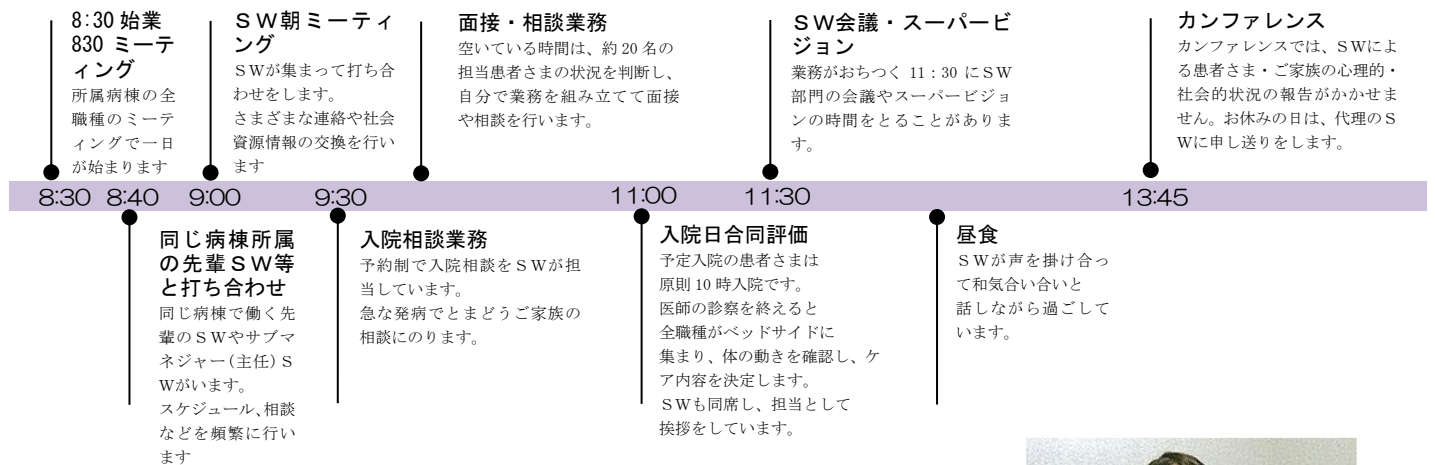 8:30 始業
830 ミーテ
ィング
所属病棟の全
職種のミーテ
ィングで一日
が始まります
ＳＷ朝ミーティ
ング
ＳＷが集まって打ち合
わせをします。
さまざまな連絡や社会
資源情報の交換を行い
ます
面接・相談業務
空いている時間は、約 20 名の
担当患者さまの状況を判断し、
自分で業務を組み立てて面接
や相談を行います。
ＳＷ会議・スーパービ
ジョン
業務がおちつく 11：30 にＳＷ
部門の会議やスーパービジョ
ンの時間をとることがありま
す。
カンファレンス
カンファレンスでは、ＳＷによ
る患者さま・ご家族の心理的・
社会的状況の報告がかかせま
せん。お休みの日は、代理のＳ
Ｗに申し送りをします。
8:30 8:40 9:00 9:30 11:00 11:30 13:45
同じ病棟所属
の先輩ＳＷ等
と打ち合わせ
同じ病棟で働く先
輩のＳＷやサブマ
ネジャー(主任)Ｓ
Ｗがいます。
スケジュール、相談
などを頻繁に行い
ます
入院相談業務
予約制で入院相談をＳＷが担
当しています。
急な発病でとまどうご家族の
相談にのります。
入院日合同評価
予定入院の患者さまは
原則 10 時入院です。
医師の診察を終えると
全職種がベッドサイドに
集まり、体の動きを確認し、ケ
ア内容を決定します。
ＳＷも同席し、担当として
挨拶をしています。
昼食
ＳＷが声を掛け合っ
て和気合い合いと
話しながら過ごして
います。